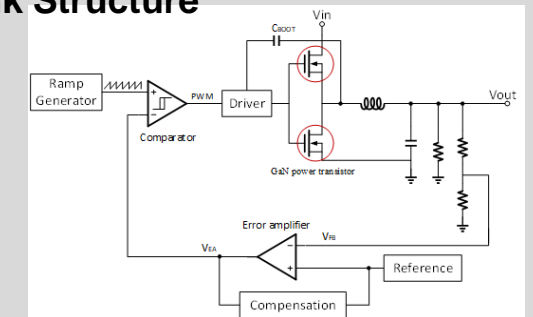 k Structure
Vin
CBOOT
Ramp
Generator
PWM
Driver
Vout
+
-
Comparator
GaN power transistor
Error amplifier
VEA
VFB
-
+
Reference
Compensation